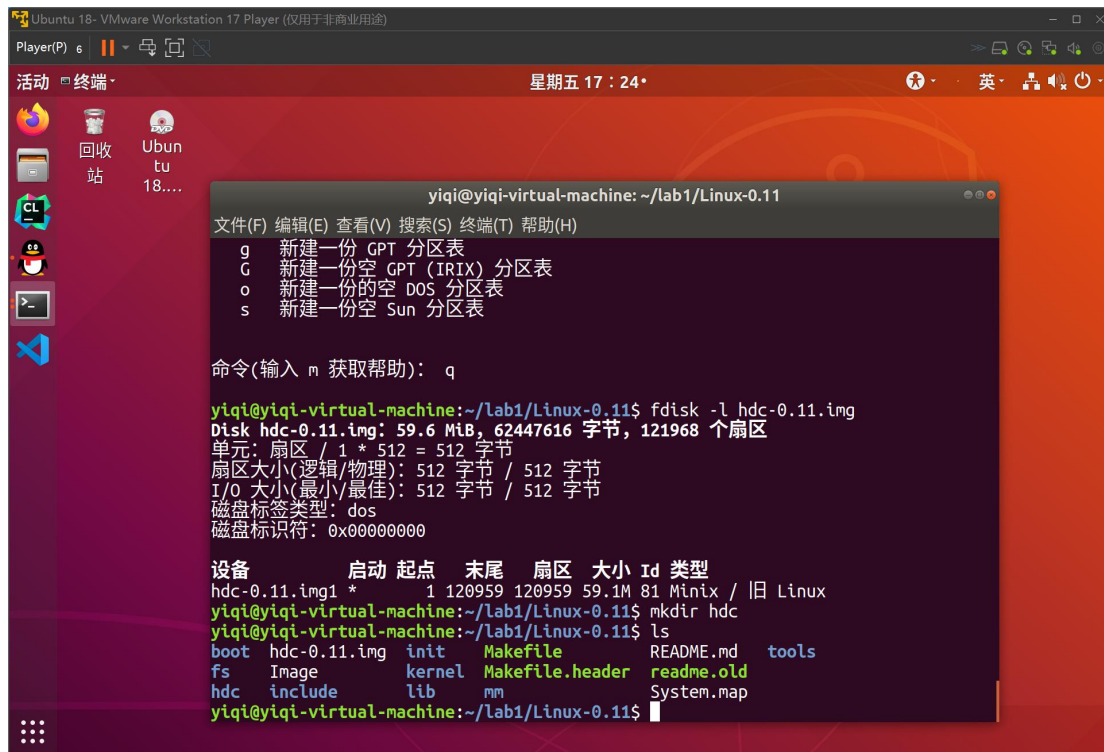 Ubuntu 18- VMware Workstation 17 Player (仅用于非商业用途)
Player(P) 6
活动 终端
星期五 17：24
英
回收站
Ubuntu 18....
yiqi@yiqi-virtual-machine: ~/lab1/Linux-0.11
文件(F) 编辑(E) 查看(V) 搜索(S) 终端(T) 帮助(H)
g 新建一份 GPT 分区表
G 新建一份空 GPT (IRIX) 分区表
o 新建一份的空 DOS 分区表
s 新建一份空 Sun 分区表
命令(输入 m 获取帮助)： q
yiqi@yiqi-virtual-machine:~/lab1/Linux-0.11$ fdisk -l hdc-0.11.img
Disk hdc-0.11.img：59.6 MiB，62447616 字节，121968 个扇区
单元：扇区 / 1 * 512 = 512 字节
扇区大小(逻辑/物理)：512 字节 / 512 字节
I/O 大小(最小/最佳)：512 字节 / 512 字节
磁盘标签类型：dos
磁盘标识符：0x00000000
设备 启动 起点 末尾 扇区 大小 Id 类型
hdc-0.11.img1 * 1 120959 120959 59.1M 81 Minix / 旧 Linux
yiqi@yiqi-virtual-machine:~/lab1/Linux-0.11$ mkdir hdc
yiqi@yiqi-virtual-machine:~/lab1/Linux-0.11$ ls
boot hdc-0.11.img init Makefile README.md tools
fs Image kernel Makefile.header readme.old
hdc include lib mm System.map
yiqi@yiqi-virtual-machine:~/lab1/Linux-0.11$